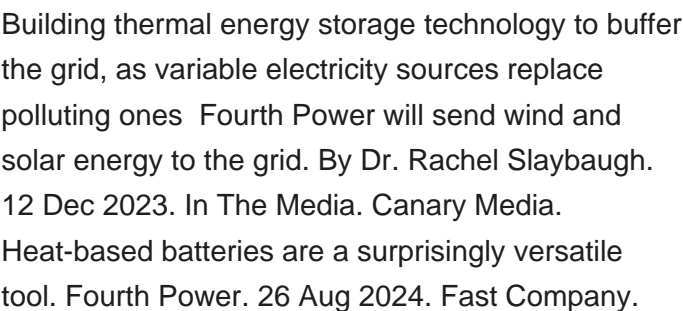 Building thermal energy storage technology to buffer
the grid, as variable electricity sources replace
polluting ones  Fourth Power will send wind and
solar energy to the grid. By Dr. Rachel Slaybaugh.
12 Dec 2023. In The Media. Canary Media.
Heat-based batteries are a surprisingly versatile
tool. Fourth Power. 26 Aug 2024. Fast Company.